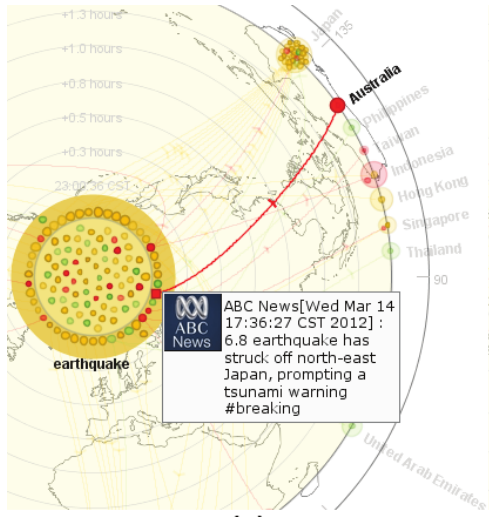 +1.3 hours
+1.0 hours
+0.8 hours
+0.5 hours
+0.3 hours
23:09:36 CST
Japan
135
Australia
Philippines
Taiwan
Indonesia
Hong Kong
Singapore
Thailand
90
earthquake
ABC
News
ABC News[Wed Mar 14
17:36:27 CST 2012] :
6.8 earthquake has
struck off north-east
Japan, prompting a
tsunami warning
#breaking
United Arab Emirates